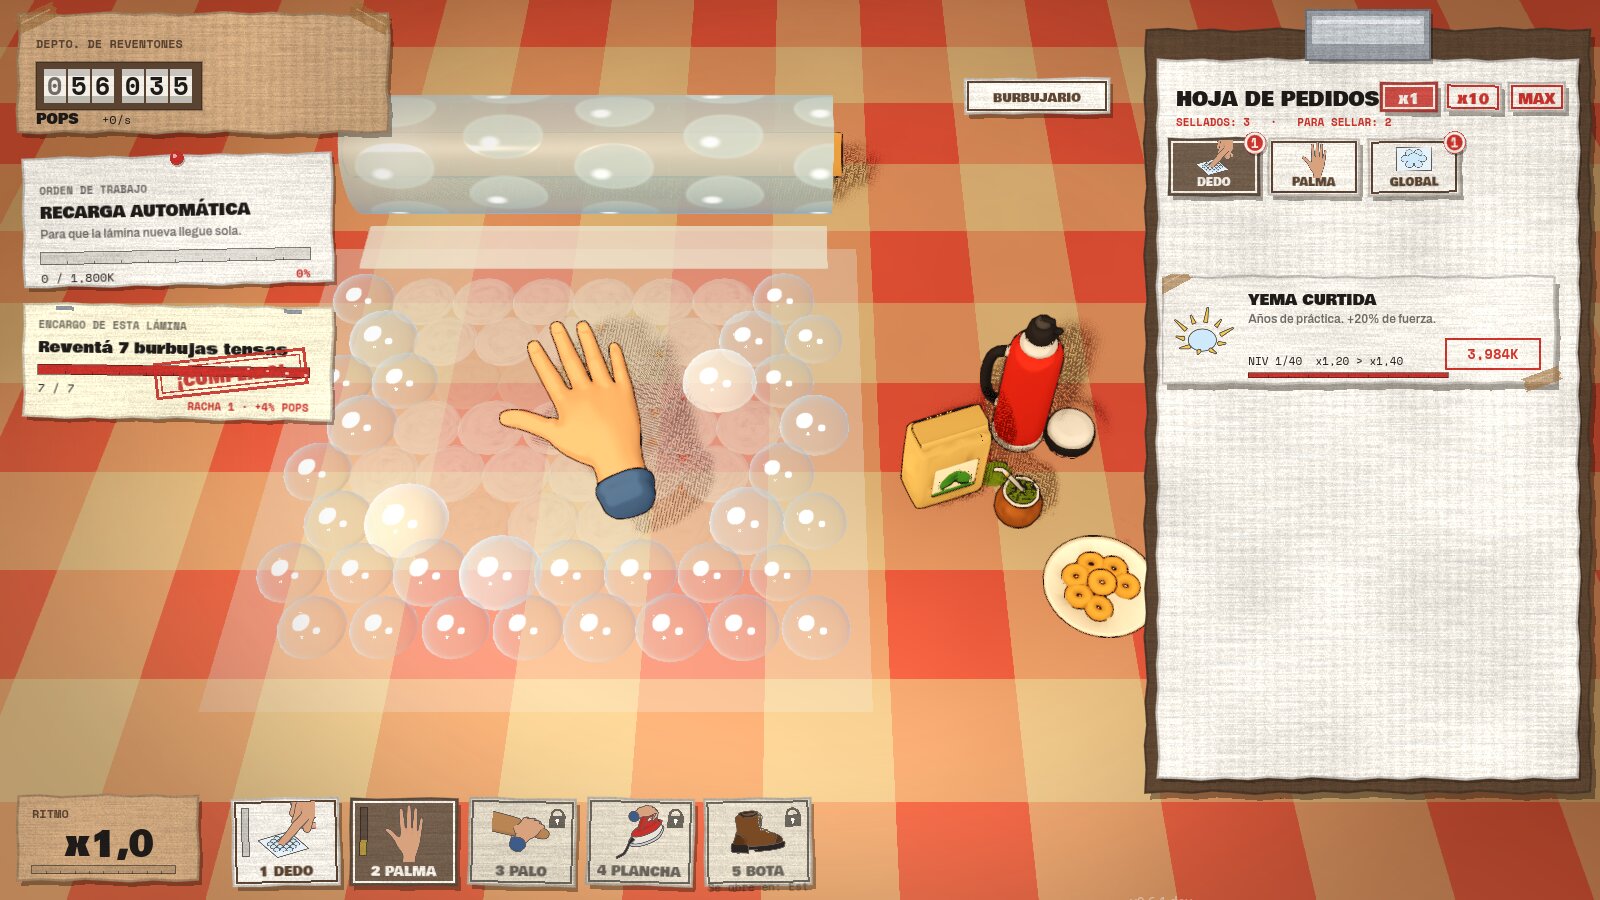 DEPTO. DE REVENTONES
056 035
POPS +0/s
ORDEN DE TRABAJO
RECARGA AUTOMÁTICA
Para que la lámina nueva llegue sola.
0 / 1.800K 0%
ENCARGO DE ESTA LÁMINA
Reventá 7 burbujas tensas
7 / 7
RACHA 1 · +4% POPS
BURBUJARIO
HOJA DE PEDIDOS
x1 x10 MAX
SELLADOS: 3 · PARA SELLAR: 2
DEDO 1
PALMA
GLOBAL 1
YEMA CURTIDA
Años de práctica. +20% de fuerza.
NIV 1/40 x1,20 > x1,40
3.984K
RITMO
x1,0
1 DEDO
2 PALMA
3 PALO
4 PLANCHA
5 BOTA